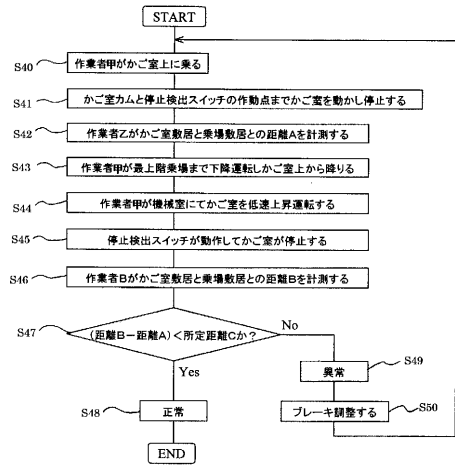 START
S40 作業者甲がかご室上に乗る
S41 かご室カムと停止検出スイッチの作動点までかご室を動かし停止する
S42 作業者乙がかご室敷居と乗場敷居との距離Aを計測する
S43 作業者甲が最上階乗場まで下降運転しかご室上から降りる
S44 作業者甲が機械室にてかご室を低速上昇運転する
S45 停止検出スイッチが動作してかご室が停止する
S46 作業者Bがかご室敷居と乗場敷居との距離Bを計測する
S47 (距離B－距離A)＜所定距離Cか？
No
Yes
S49 異常
S48 正常
S50 ブレーキ調整する
END